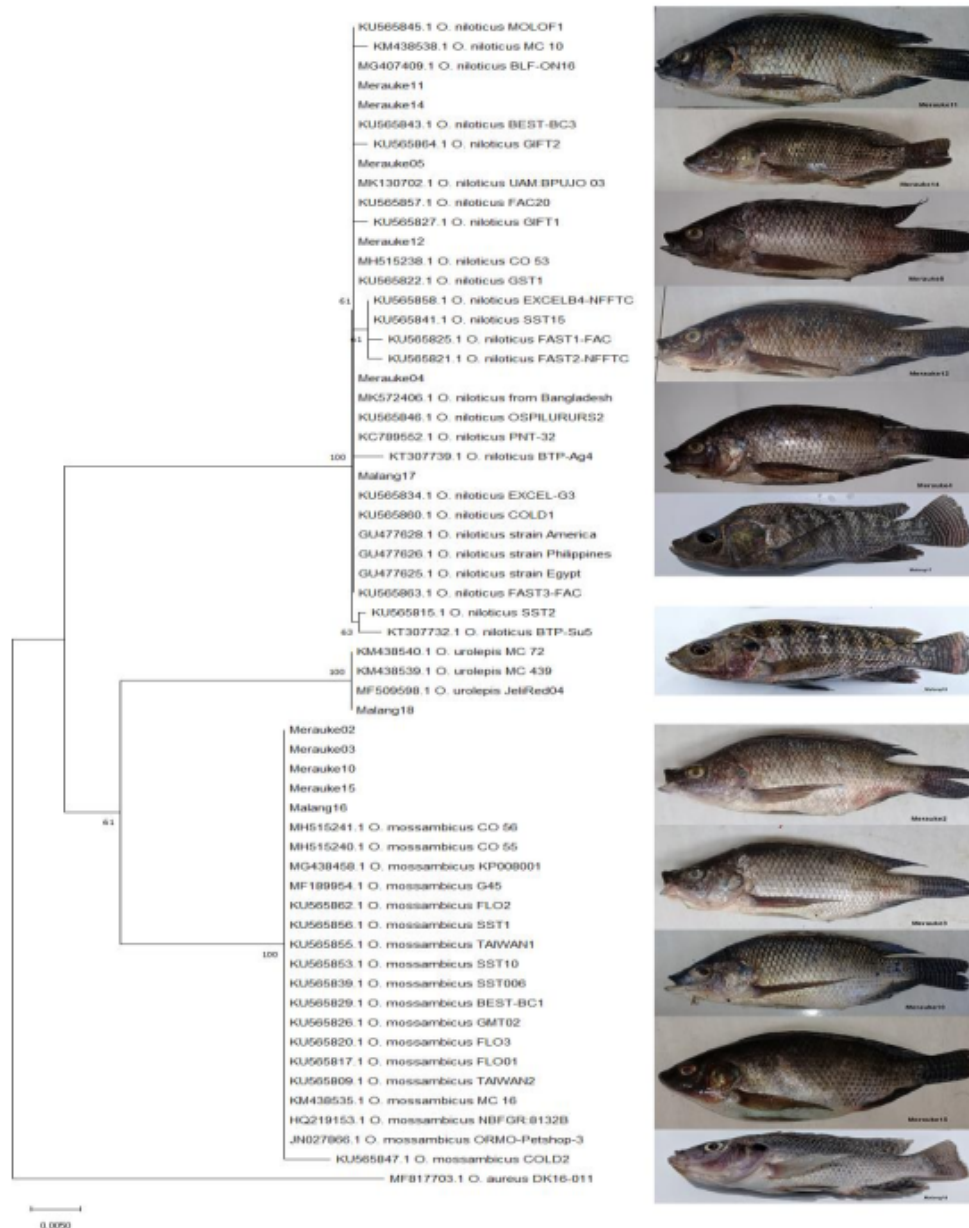 KU565845.1 O. niloticus MOLOF1
KM438538.1 O. niloticus MC 10
MG407409.1 O. niloticus BLF-ON16
Merauke11
Merauke14
KU565843.1 O. niloticus BEST-BC3
KU565864.1 O. niloticus GIFT2
Merauke05
MK130702.1 O. niloticus UAM:BPUJO 03
KU565857.1 O. niloticus FAC20
KU565827.1 O. niloticus GIFT1
Merauke12
MH515238.1 O. niloticus CO 53
KU565822.1 O. niloticus GST1
61
KU565858.1 O. niloticus EXCELB4-NFFTC
KU565841.1 O. niloticus SST15
61
KU565825.1 O. niloticus FAST1-FAC
KU565821.1 O. niloticus FAST2-NFFTC
Merauke04
MK572406.1 O. niloticus from Bangladesh
KU565846.1 O. niloticus OSPILURURS2
KC789552.1 O. niloticus PNT-32
100
KT307739.1 O. niloticus BTP-Ag4
Malang17
KU565834.1 O. niloticus EXCEL-G3
KU565860.1 O. niloticus COLD1
GU477628.1 O. niloticus strain America
GU477626.1 O. niloticus strain Philippines
GU477625.1 O. niloticus strain Egypt
KU565863.1 O. niloticus FAST3-FAC
KU565815.1 O. niloticus SST2
63
KT307732.1 O. niloticus BTP-Su5
KM438540.1 O. urolepis MC 72
100
KM438539.1 O. urolepis MC 439
MF509598.1 O. urolepis JeliRed04
Malang18
Merauke02
Merauke03
Merauke10
Merauke15
Malang16
61
MH515241.1 O. mossambicus CO 56
MH515240.1 O. mossambicus CO 55
MG438458.1 O. mossambicus KP008001
MF189954.1 O. mossambicus G45
KU565862.1 O. mossambicus FLO2
KU565856.1 O. mossambicus SST1
KU565855.1 O. mossambicus TAIWAN1
100
KU565853.1 O. mossambicus SST10
KU565839.1 O. mossambicus SST006
KU565829.1 O. mossambicus BEST-BC1
KU565826.1 O. mossambicus GMT02
KU565820.1 O. mossambicus FLO3
KU565817.1 O. mossambicus FLO01
KU565809.1 O. mossambicus TAIWAN2
KM438535.1 O. mossambicus MC 16
HQ219153.1 O. mossambicus NBFGR:8132B
JN027866.1 O. mossambicus ORMO-Petshop-3
KU565847.1 O. mossambicus COLD2
MF817703.1 O. aureus DK16-011
0.0050
Merauke11
Merauke14
Merauke12
Merauke4
Merauke2
Merauke3